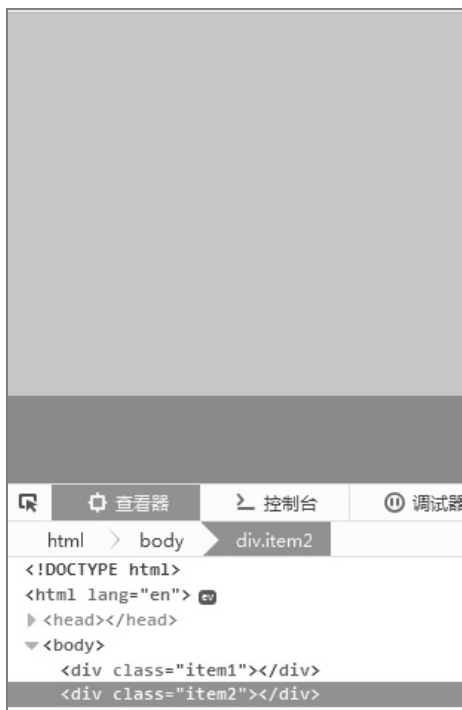 查看器 控制台 调试器
html body div.item2
<!DOCTYPE html>
<html lang="en"> ev
<head></head>
<body>
<div class="item1"></div>
<div class="item2"></div>